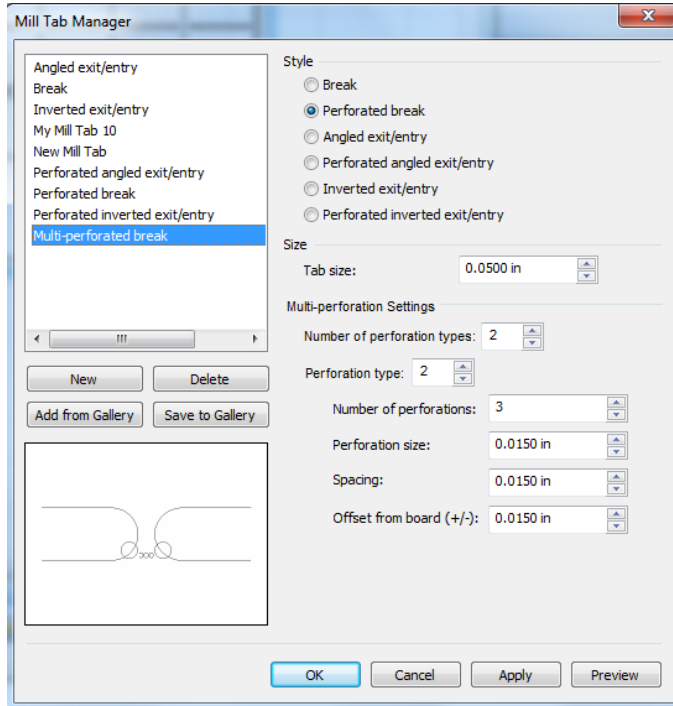 Mill Tab Manager
x
Angled exit/entry
Break
Inverted exit/entry
My Mill Tab 10
New Mill Tab
Perforated angled exit/entry
Perforated break
Perforated inverted exit/entry
Multi-perforated break
New
Delete
Add from Gallery
Save to Gallery
Style
Break
Perforated break
Angled exit/entry
Perforated angled exit/entry
Inverted exit/entry
Perforated inverted exit/entry
Size
Tab size: 0.0500 in
Multi-perforation Settings
Number of perforation types: 2
Perforation type: 2
Number of perforations: 3
Perforation size: 0.0150 in
Spacing: 0.0150 in
Offset from board (+/-): 0.0150 in
OK
Cancel
Apply
Preview